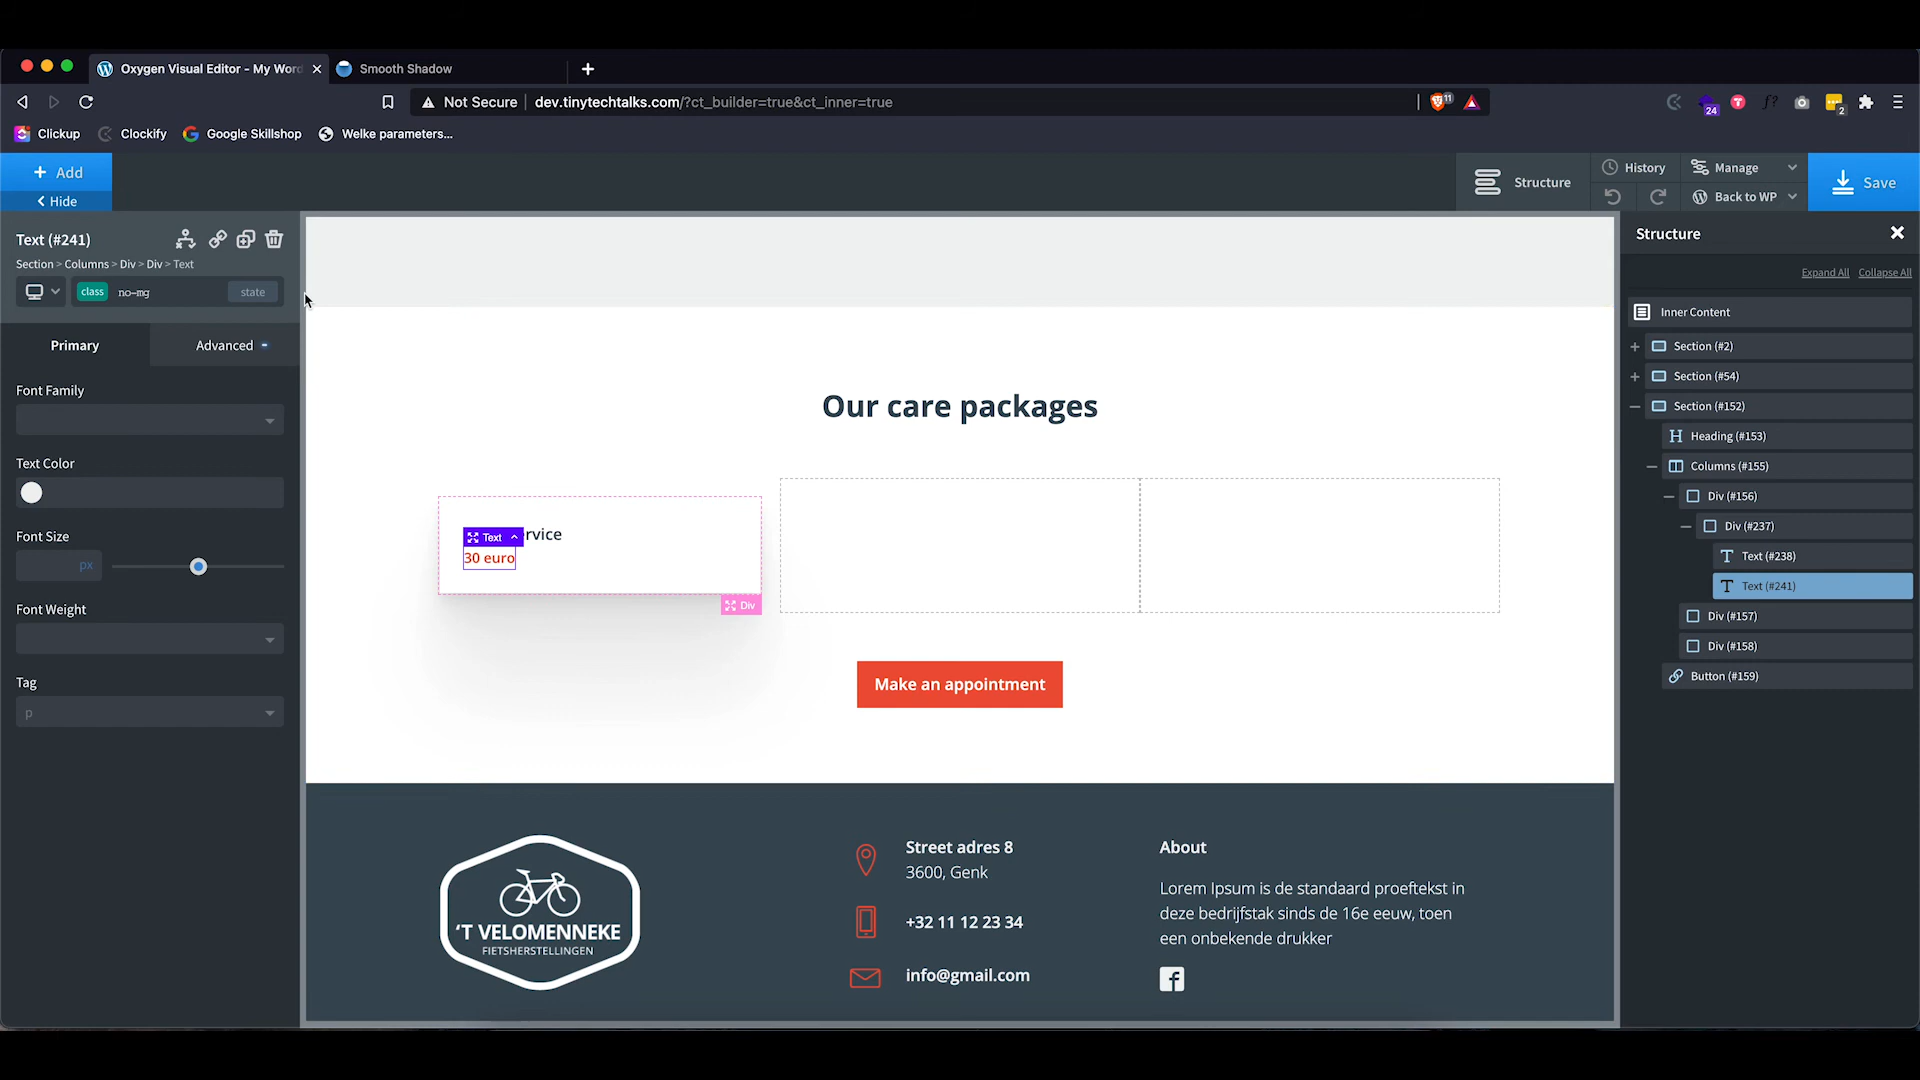 Oxygen Visual Editor - My Word
Smooth Shadow
Not Secure
dev.tinytechtalks.com/?ct_builder=true&ct_inner=true
11
24
2
Clickup
Clockify
Google Skillshop
Welke parameters...
Add
Hide
Structure
History
Manage
Back to WP
Save
Text (#241)
Section > Columns > Div > Div > Text
class
no-mg
state
Primary
Advanced
Font Family
Text Color
Font Size
px
Font Weight
Tag
p
Our care packages
Text
rvice
30 euro
Div
Make an appointment
'T VELOMENNEKE
FIETSHERSTELLINGEN
Street adres 8
3600, Genk
+32 11 12 23 34
info@gmail.com
About
Lorem Ipsum is de standaard proeftekst in
deze bedrijfstak sinds de 16e eeuw, toen
een onbekende drukker
Structure
Expand All
Collapse All
Inner Content
Section (#2)
Section (#54)
Section (#152)
Heading (#153)
Columns (#155)
Div (#156)
Div (#237)
Text (#238)
Text (#241)
Div (#157)
Div (#158)
Button (#159)